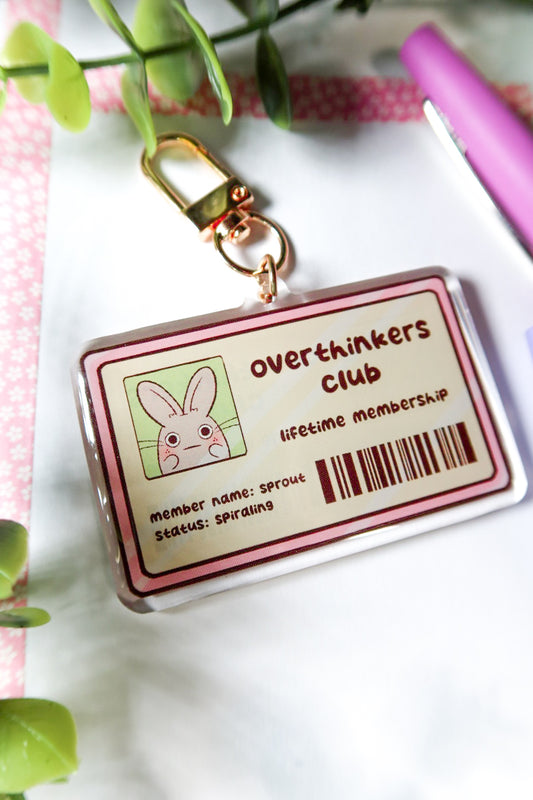 overthinkers
club
lifetime membership
member name: sprout
status: spiraling